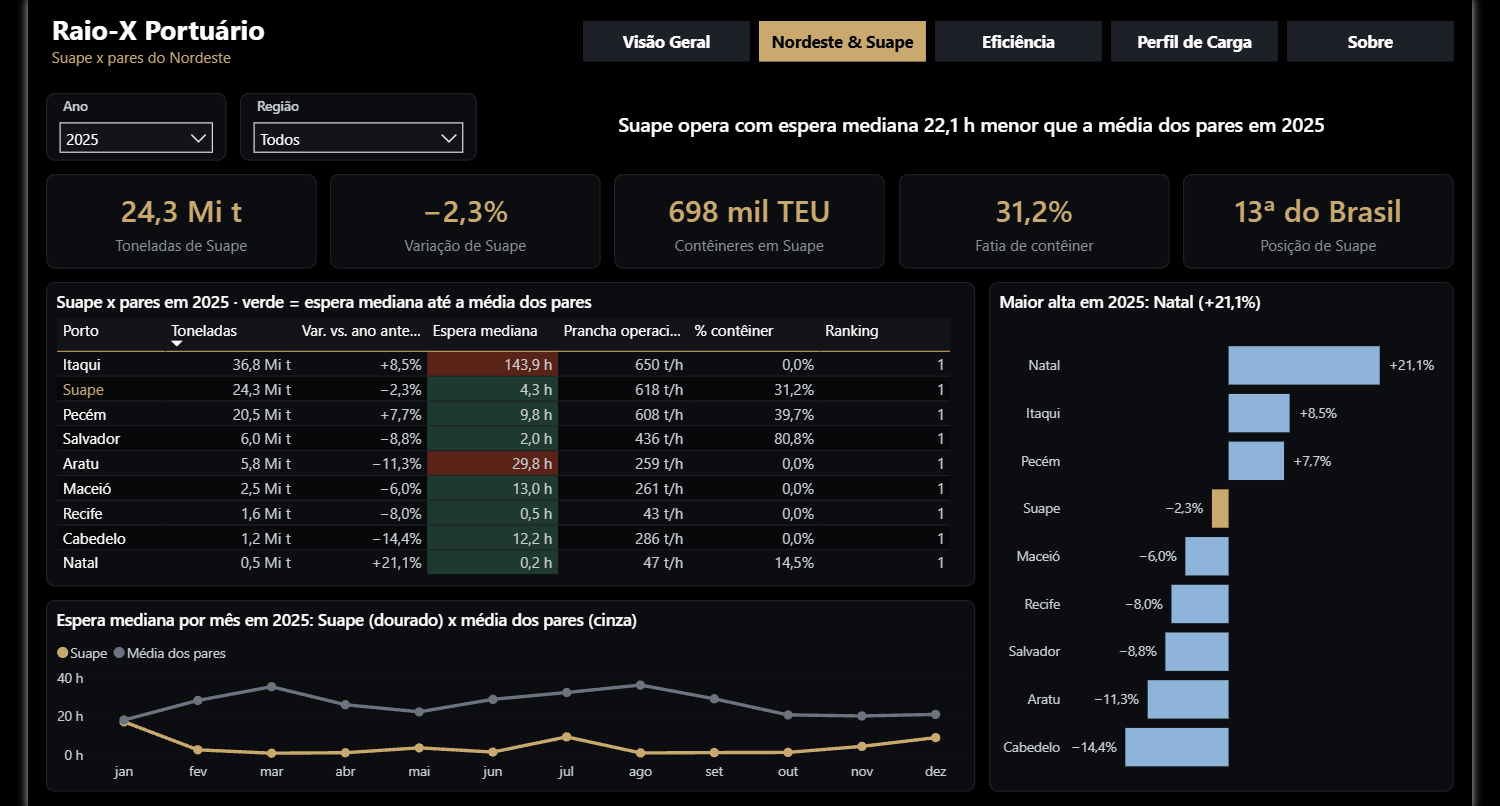 Raio-X Portuário
Suape x pares do Nordeste
Visão Geral
Nordeste & Suape
Eficiência
Perfil de Carga
Sobre
Ano
2025
Região
Todos
Suape opera com espera mediana 22,1 h menor que a média dos pares em 2025
24,3 Mi t
Toneladas de Suape
−2,3%
Variação de Suape
698 mil TEU
Contêineres em Suape
31,2%
Fatia de contêiner
13ª do Brasil
Posição de Suape
Suape x pares em 2025 · verde = espera mediana até a média dos pares
Porto Toneladas Var. vs. ano ante... Espera mediana Prancha operaci... % contêiner Ranking
Itaqui 36,8 Mi t +8,5% 143,9 h 650 t/h 0,0% 1
Suape 24,3 Mi t −2,3% 4,3 h 618 t/h 31,2% 1
Pecém 20,5 Mi t +7,7% 9,8 h 608 t/h 39,7% 1
Salvador 6,0 Mi t −8,8% 2,0 h 436 t/h 80,8% 1
Aratu 5,8 Mi t −11,3% 29,8 h 259 t/h 0,0% 1
Maceió 2,5 Mi t −6,0% 13,0 h 261 t/h 0,0% 1
Recife 1,6 Mi t −8,0% 0,5 h 43 t/h 0,0% 1
Cabedelo 1,2 Mi t −14,4% 12,2 h 286 t/h 0,0% 1
Natal 0,5 Mi t +21,1% 0,2 h 47 t/h 14,5% 1
Maior alta em 2025: Natal (+21,1%)
Natal +21,1%
Itaqui +8,5%
Pecém +7,7%
Suape −2,3%
Maceió −6,0%
Recife −8,0%
Salvador −8,8%
Aratu −11,3%
Cabedelo −14,4%
Espera mediana por mês em 2025: Suape (dourado) x média dos pares (cinza)
Suape Média dos pares
40 h
20 h
0 h
jan fev mar abr mai jun jul ago set out nov dez